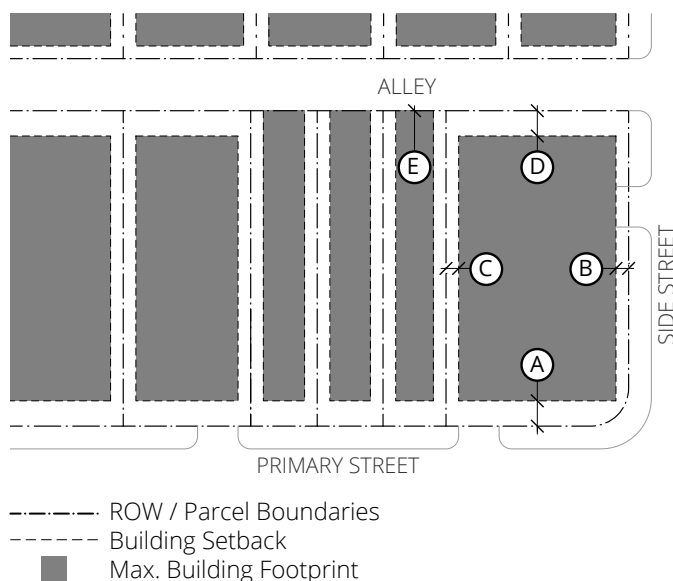 ALLEY
E
D
C
B
SIDE STREET
A
PRIMARY STREET
ROW / Parcel Boundaries
Building Setback
Max. Building Footprint